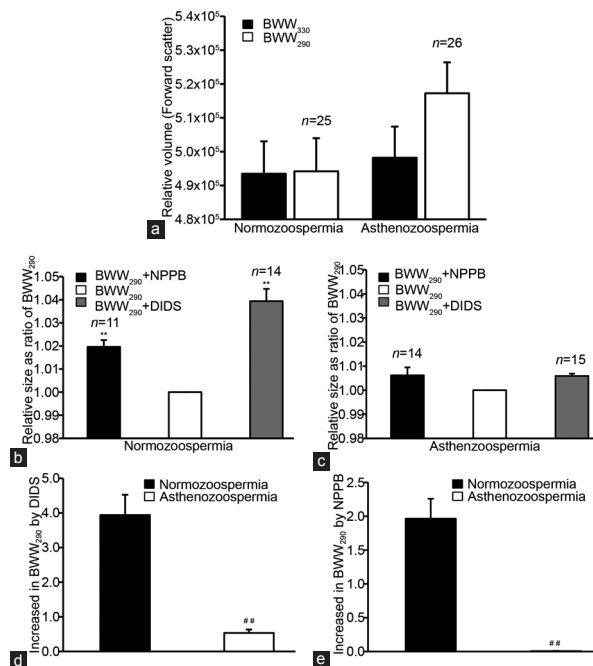 BWW330
BWW290
n=25
n=26
Relative volume (Forward scatter)
5.4x10⁵
5.3x10⁵
5.2x10⁵
5.1x10⁵
5.0x10⁵
4.9x10⁵
4.8x10⁵
Normozoospermia
Asthenozoospermia
a
BWW290+NPPB
BWW290
BWW290+DIDS
n=11
**
n=14
**
Relative size as ratio of BWW290
1.05
1.04
1.03
1.02
1.01
1.00
0.99
0.98
Normozoospermia
b
BWW290+NPPB
BWW290
BWW290+DIDS
n=14
n=15
Relative size as ratio of BWW290
1.05
1.04
1.03
1.02
1.01
1.00
0.99
0.98
Asthenzoospermia
c
Normozoospermia
Asthenozoospermia
Increased in BWW290 by DIDS
4.0
3.0
2.0
1.0
0.0
##
d
Normozoospermia
Asthenozoospermia
Increased in BWW290 by NPPB
2.5
2.0
1.5
1.0
0.5
0.0
##
e